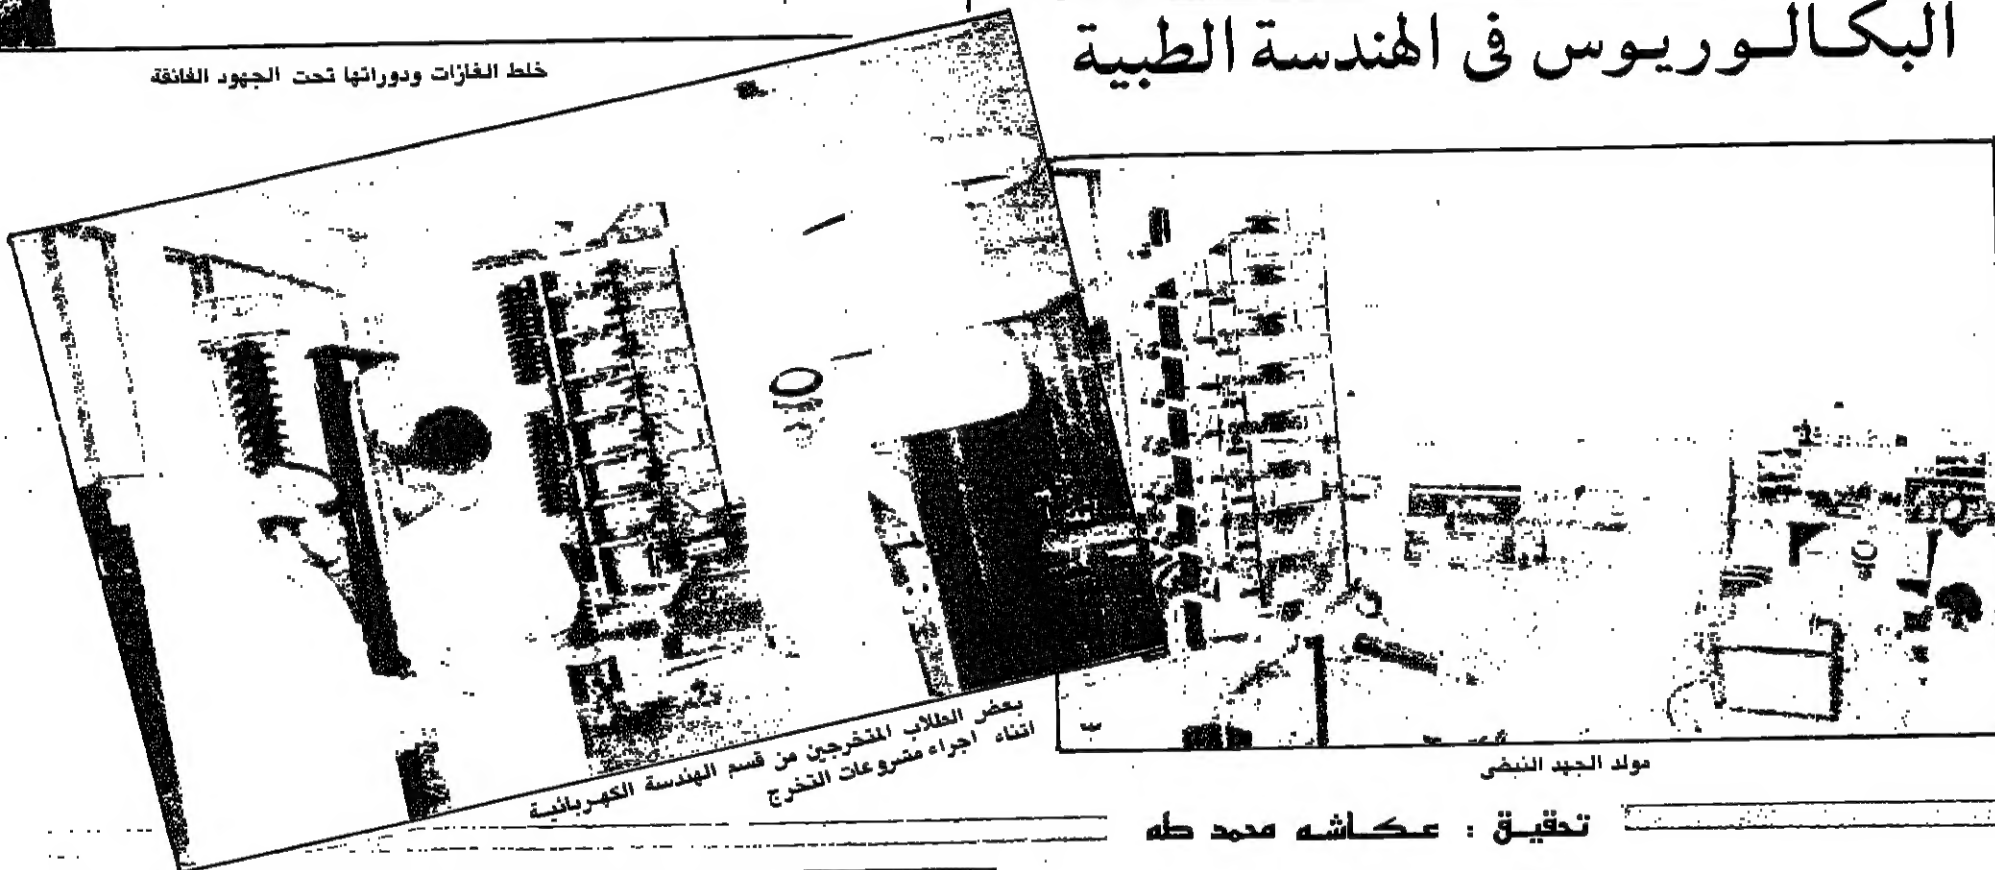 البكالوريوس فى الهندسة الطبية
خلط الغازات ودورانها تحت الجهود الفائقة
بعض الطلاب المتخرجين من قسم الهندسة الكهربائية
اثناء اجراء مشروعات التخرج
مولد الجهد النبضى
تحقيق : عكاشه محمد طه